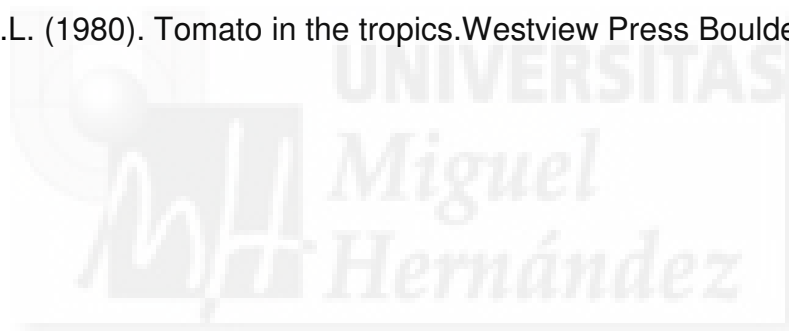 .L. (1980). Tomato in the tropics.Westview Press Boulde
UNIVERSITAS
Miguel
Hernández